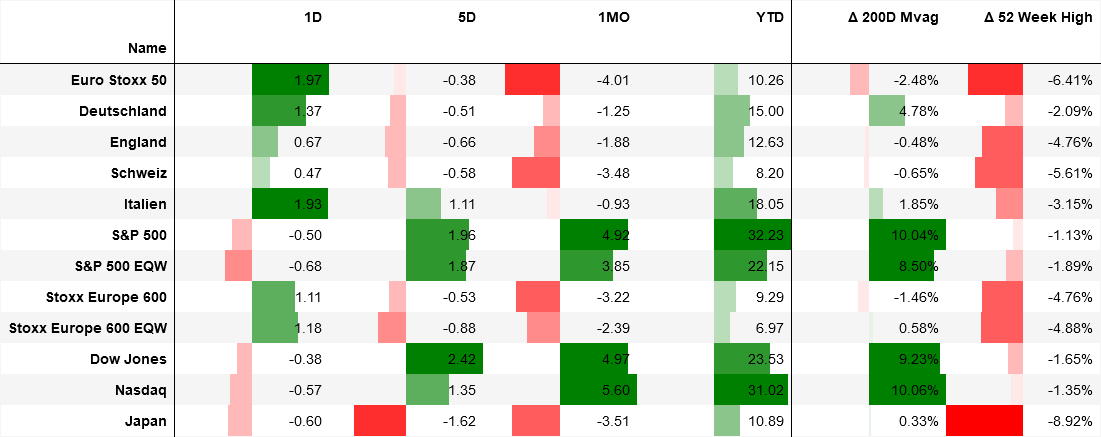 1D 5D 1MO YTD Δ 200D Mvag Δ 52 Week High
Name
Euro Stoxx 50 1.97 -0.38 -4.01 10.26 -2.48% -6.41%
Deutschland 1.37 -0.51 -1.25 15.00 4.78% -2.09%
England 0.67 -0.66 -1.88 12.63 -0.48% -4.76%
Schweiz 0.47 -0.58 -3.48 8.20 -0.65% -5.61%
Italien 1.93 1.11 -0.93 18.05 1.85% -3.15%
S&P 500 -0.50 1.96 4.92 32.23 10.04% -1.13%
S&P 500 EQW -0.68 1.87 3.85 22.15 8.50% -1.89%
Stoxx Europe 600 1.11 -0.53 -3.22 9.29 -1.46% -4.76%
Stoxx Europe 600 EQW 1.18 -0.88 -2.39 6.97 0.58% -4.88%
Dow Jones -0.38 2.42 4.97 23.53 9.23% -1.65%
Nasdaq -0.57 1.35 5.60 31.02 10.06% -1.35%
Japan -0.60 -1.62 -3.51 10.89 0.33% -8.92%